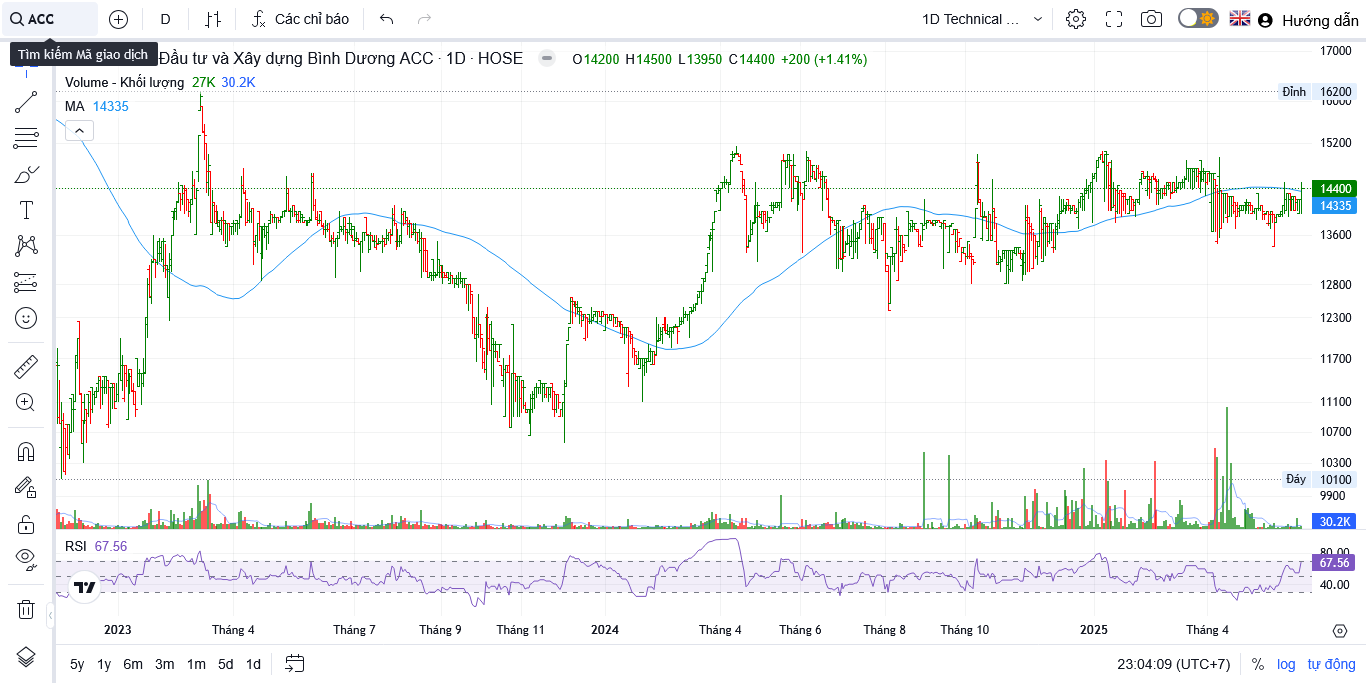 ACC
D
Các chỉ báo
1D Technical ...
Hướng dẫn
Tìm kiếm Mã giao dịch
Đầu tư và Xây dựng Bình Dương ACC · 1D · HOSE
O14200 H14500 L13950 C14400 +200 (+1.41%)
Volume - Khối lượng 27K 30.2K
MA 14335
17000
Đỉnh 16200
16000
15200
14400
14335
13600
12800
12300
11700
11100
10700
10300
Đáy 10100
9900
30.2K
RSI 67.56
80.00
67.56
40.00
2023 Tháng 4 Tháng 7 Tháng 9 Tháng 11 2024 Tháng 4 Tháng 6 Tháng 8 Tháng 10 2025 Tháng 4
5y 1y 6m 3m 1m 5d 1d
23:04:09 (UTC+7) % log tự động